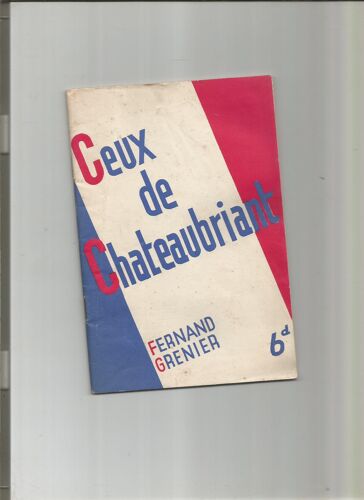 Ceux
de
Chateaubriant
FERNAND
GRENIER
6d